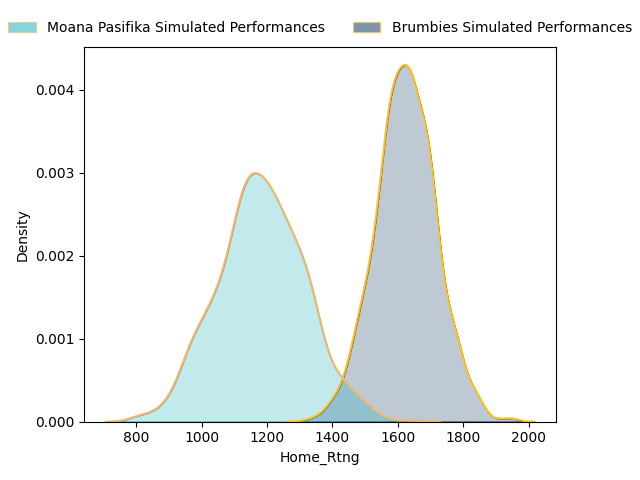 Moana Pasifika Simulated Performances Brumbies Simulated Performances
0.004
0.003
Density
0.002
0.001
0.000
800 1000 1200 1400 1600 1800 2000
Home_Rtng